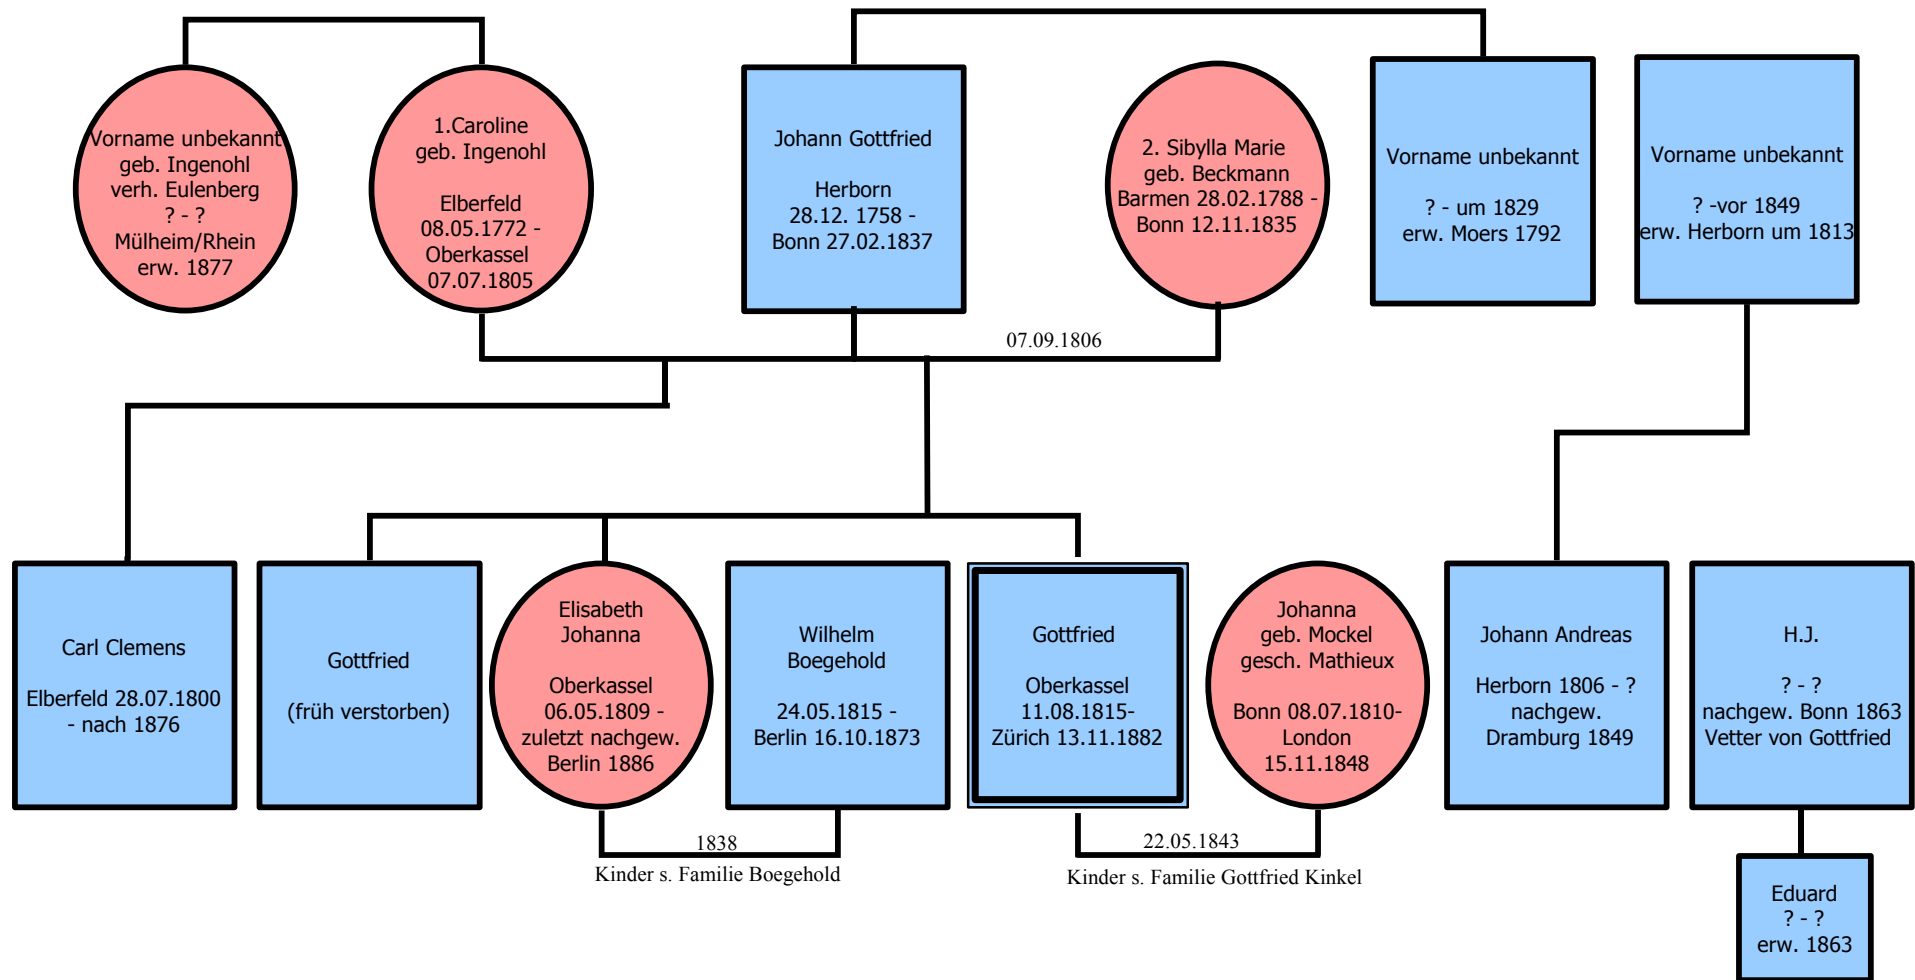 Vorname unbekannt
geb. Ingenohl
verh. Eulenberg
? - ?
Mülheim/Rhein
erw. 1877
1.Caroline
geb. Ingenohl
Elberfeld
08.05.1772 -
Oberkassel
07.07.1805
Johann Gottfried
Herborn
28.12. 1758 -
Bonn 27.02.1837
2. Sibylla Marie
geb. Beckmann
Barmen 28.02.1788 -
Bonn 12.11.1835
Vorname unbekannt
? - um 1829
erw. Moers 1792
Vorname unbekannt
? -vor 1849
erw. Herborn um 1813
07.09.1806
Carl Clemens
Elberfeld 28.07.1800
- nach 1876
Gottfried
(früh verstorben)
Elisabeth
Johanna
Oberkassel
06.05.1809 -
zuletzt nachgew.
Berlin 1886
Wilhelm
Boegehold
24.05.1815 -
Berlin 16.10.1873
Gottfried
Oberkassel
11.08.1815-
Zürich 13.11.1882
Johanna
geb. Mockel
gesch. Mathieux
Bonn 08.07.1810-
London
15.11.1848
Johann Andreas
Herborn 1806 - ?
nachgew.
Dramburg 1849
H.J.
? - ?
nachgew. Bonn 1863
Vetter von Gottfried
1838
Kinder s. Familie Boegehold
22.05.1843
Kinder s. Familie Gottfried Kinkel
Eduard
? - ?
erw. 1863